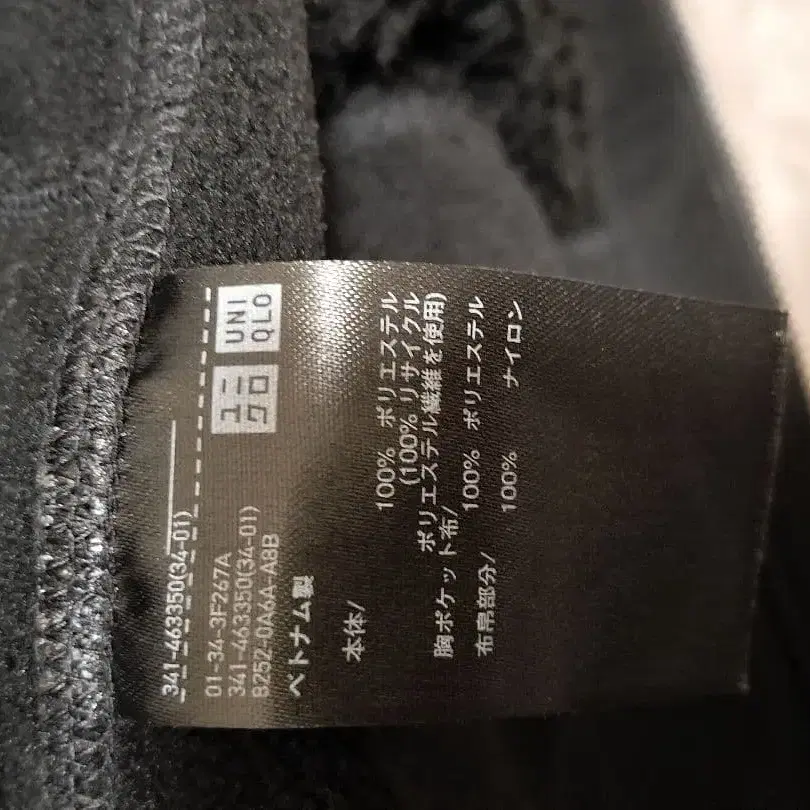 341-463350(34-01)
ユニ
クロ
UNI
QLO
01-34-3F267A
341-463350(34-01)
B252-0A6A-A8B
ベトナム製
本体/
100% ポリエステル
(100% リサイクル
ポリエステル繊維を使用)
胸ポケット布/
100% ポリエステル
布帛部分/
100% ナイロン